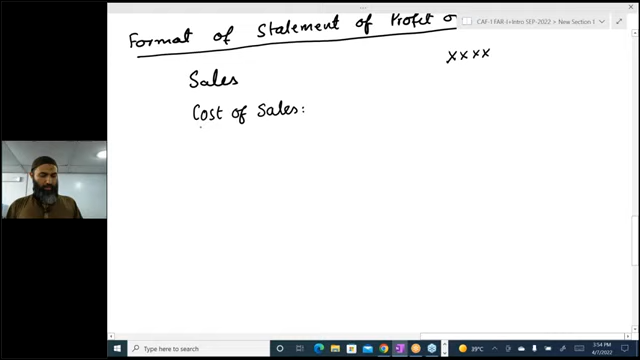 CAF-1 FAR-I+Intro SEP-2022 > New Section 1
Format of Statement of Profit o
xxxx
Sales
Cost of Sales:
Type here to search
39°C
3:54 PM
4/7/2022